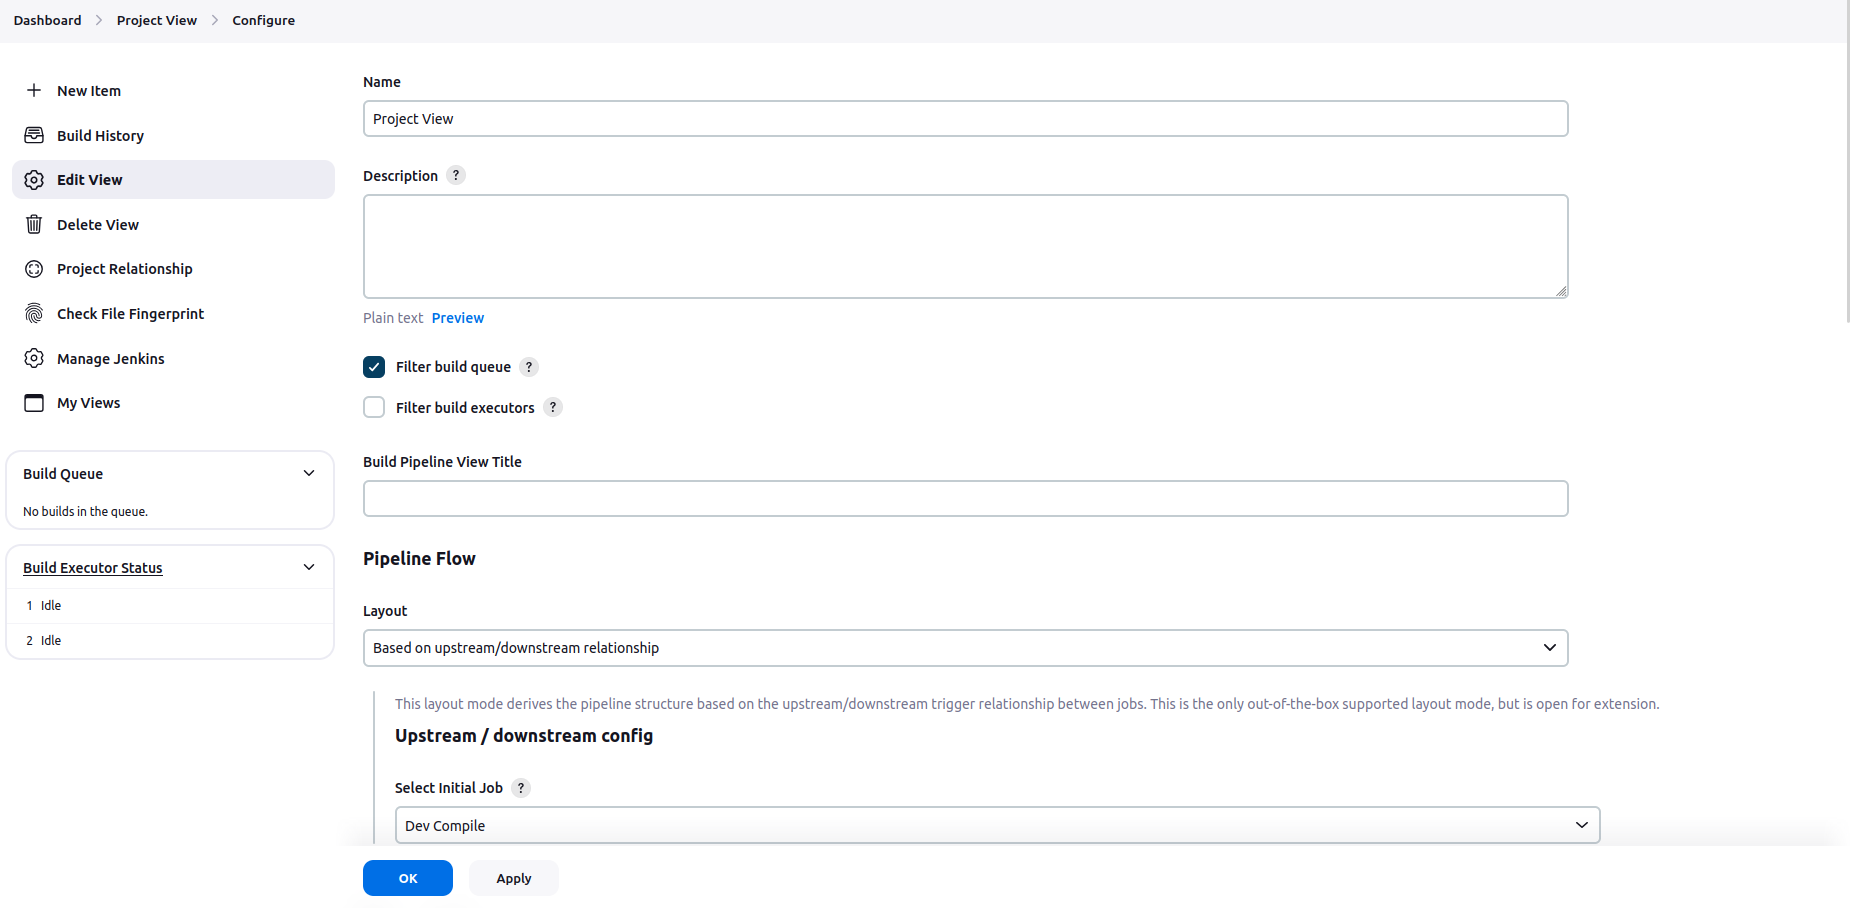 Dashboard > Project View > Configure
New Item
Build History
Edit View
Delete View
Project Relationship
Check File Fingerprint
Manage Jenkins
My Views
Build Queue
No builds in the queue.
Build Executor Status
1 Idle
2 Idle
Name
Project View
Description ?
Plain text Preview
Filter build queue ?
Filter build executors ?
Build Pipeline View Title
Pipeline Flow
Layout
Based on upstream/downstream relationship
This layout mode derives the pipeline structure based on the upstream/downstream trigger relationship between jobs. This is the only out-of-the-box supported layout mode, but is open for extension.
Upstream / downstream config
Select Initial Job ?
Dev Compile
OK Apply